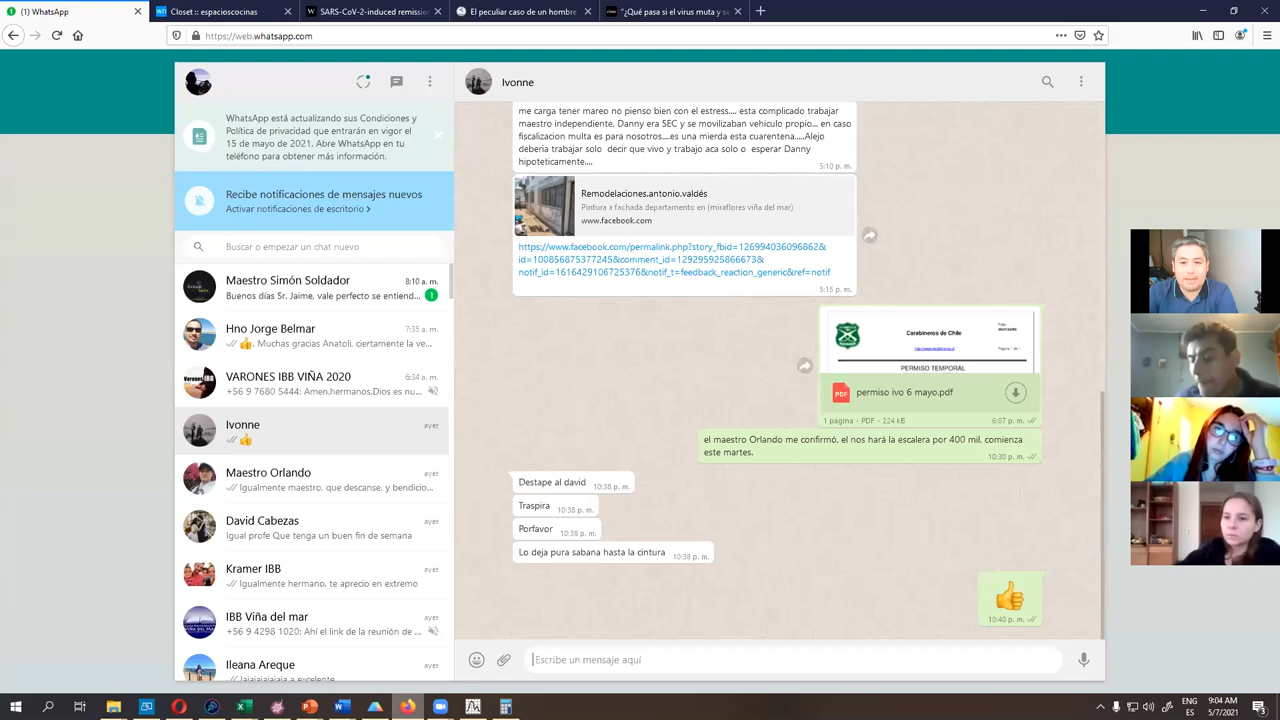 (1) WhatsApp
Closet :: espacioscocinas
SARS-CoV-2-induced remissio
El peculiar caso de un hombre
"¿Qué pasa si el virus muta y se
https://web.whatsapp.com
Ivonne
WhatsApp está actualizando sus Condiciones y
Política de privacidad que entrarán en vigor el
15 de mayo de 2021. Abre WhatsApp en tu
teléfono para obtener más información.
Recibe notificaciones de mensajes nuevos
Activar notificaciones de escritorio >
Buscar o empezar un chat nuevo
Maestro Simón Soldador 8:10 a. m.
Buenos días Sr. Jaime, vale perfecto se entiend... 1
Hno Jorge Belmar 7:35 a. m.
👍. Muchas gracias Anatoli, ciertamente la ve...
VARONES IBB VIÑA 2020 6:34 a. m.
+56 9 7680 5444: Amen.hermanos.Dios es nu...
Ivonne ayer
👍
Maestro Orlando ayer
Igualmente maestro, que descanse, y bendicio...
David Cabezas ayer
Igual profe Que tenga un buen fin de semana
Kramer IBB ayer
Igualmente hermano, te aprecio en extremo
IBB Viña del mar ayer
+56 9 4298 1020: Ahí el link de la reunión de ...
Ileana Areque ayer
Jajajajajaja a excelente
me carga tener mareo no pienso bien con el estress.... esta complicado trabajar
maestro independiente. Danny era SEC y se movilizaban vehiculo propio... en caso
fiscalizacion multa es para nosotros....es una mierda esta cuarentena.....Alejo
deberia trabajar solo  decir que vivo y trabajo aca solo o  esperar Danny
hipoteticamente....
5:10 p. m.
Remodelaciones.antonio.valdés
Pintura a fachada departamento en (miraflores viña del mar)
www.facebook.com
https://www.facebook.com/permalink.php?story_fbid=126994036096862&
id=100856875377245&comment_id=129295925866673&
notif_id=1616429106725376&notif_t=feedback_reaction_generic&ref=notif
5:15 p. m.
Carabineros de Chile
PERMISO TEMPORAL
PDF permiso ivo 6 mayo.pdf
1 página • PDF • 224 kB 6:07 p. m.
el maestro Orlando me confirmó, el nos hará la escalera por 400 mil, comienza
este martes.
10:30 p. m.
Destape al david 10:38 p. m.
Traspira 10:38 p. m.
Porfavor 10:38 p. m.
Lo deja pura sabana hasta la cintura 10:38 p. m.
👍
10:40 p. m.
Escribe un mensaje aquí
ENG
ES
9:04 AM
5/7/2021